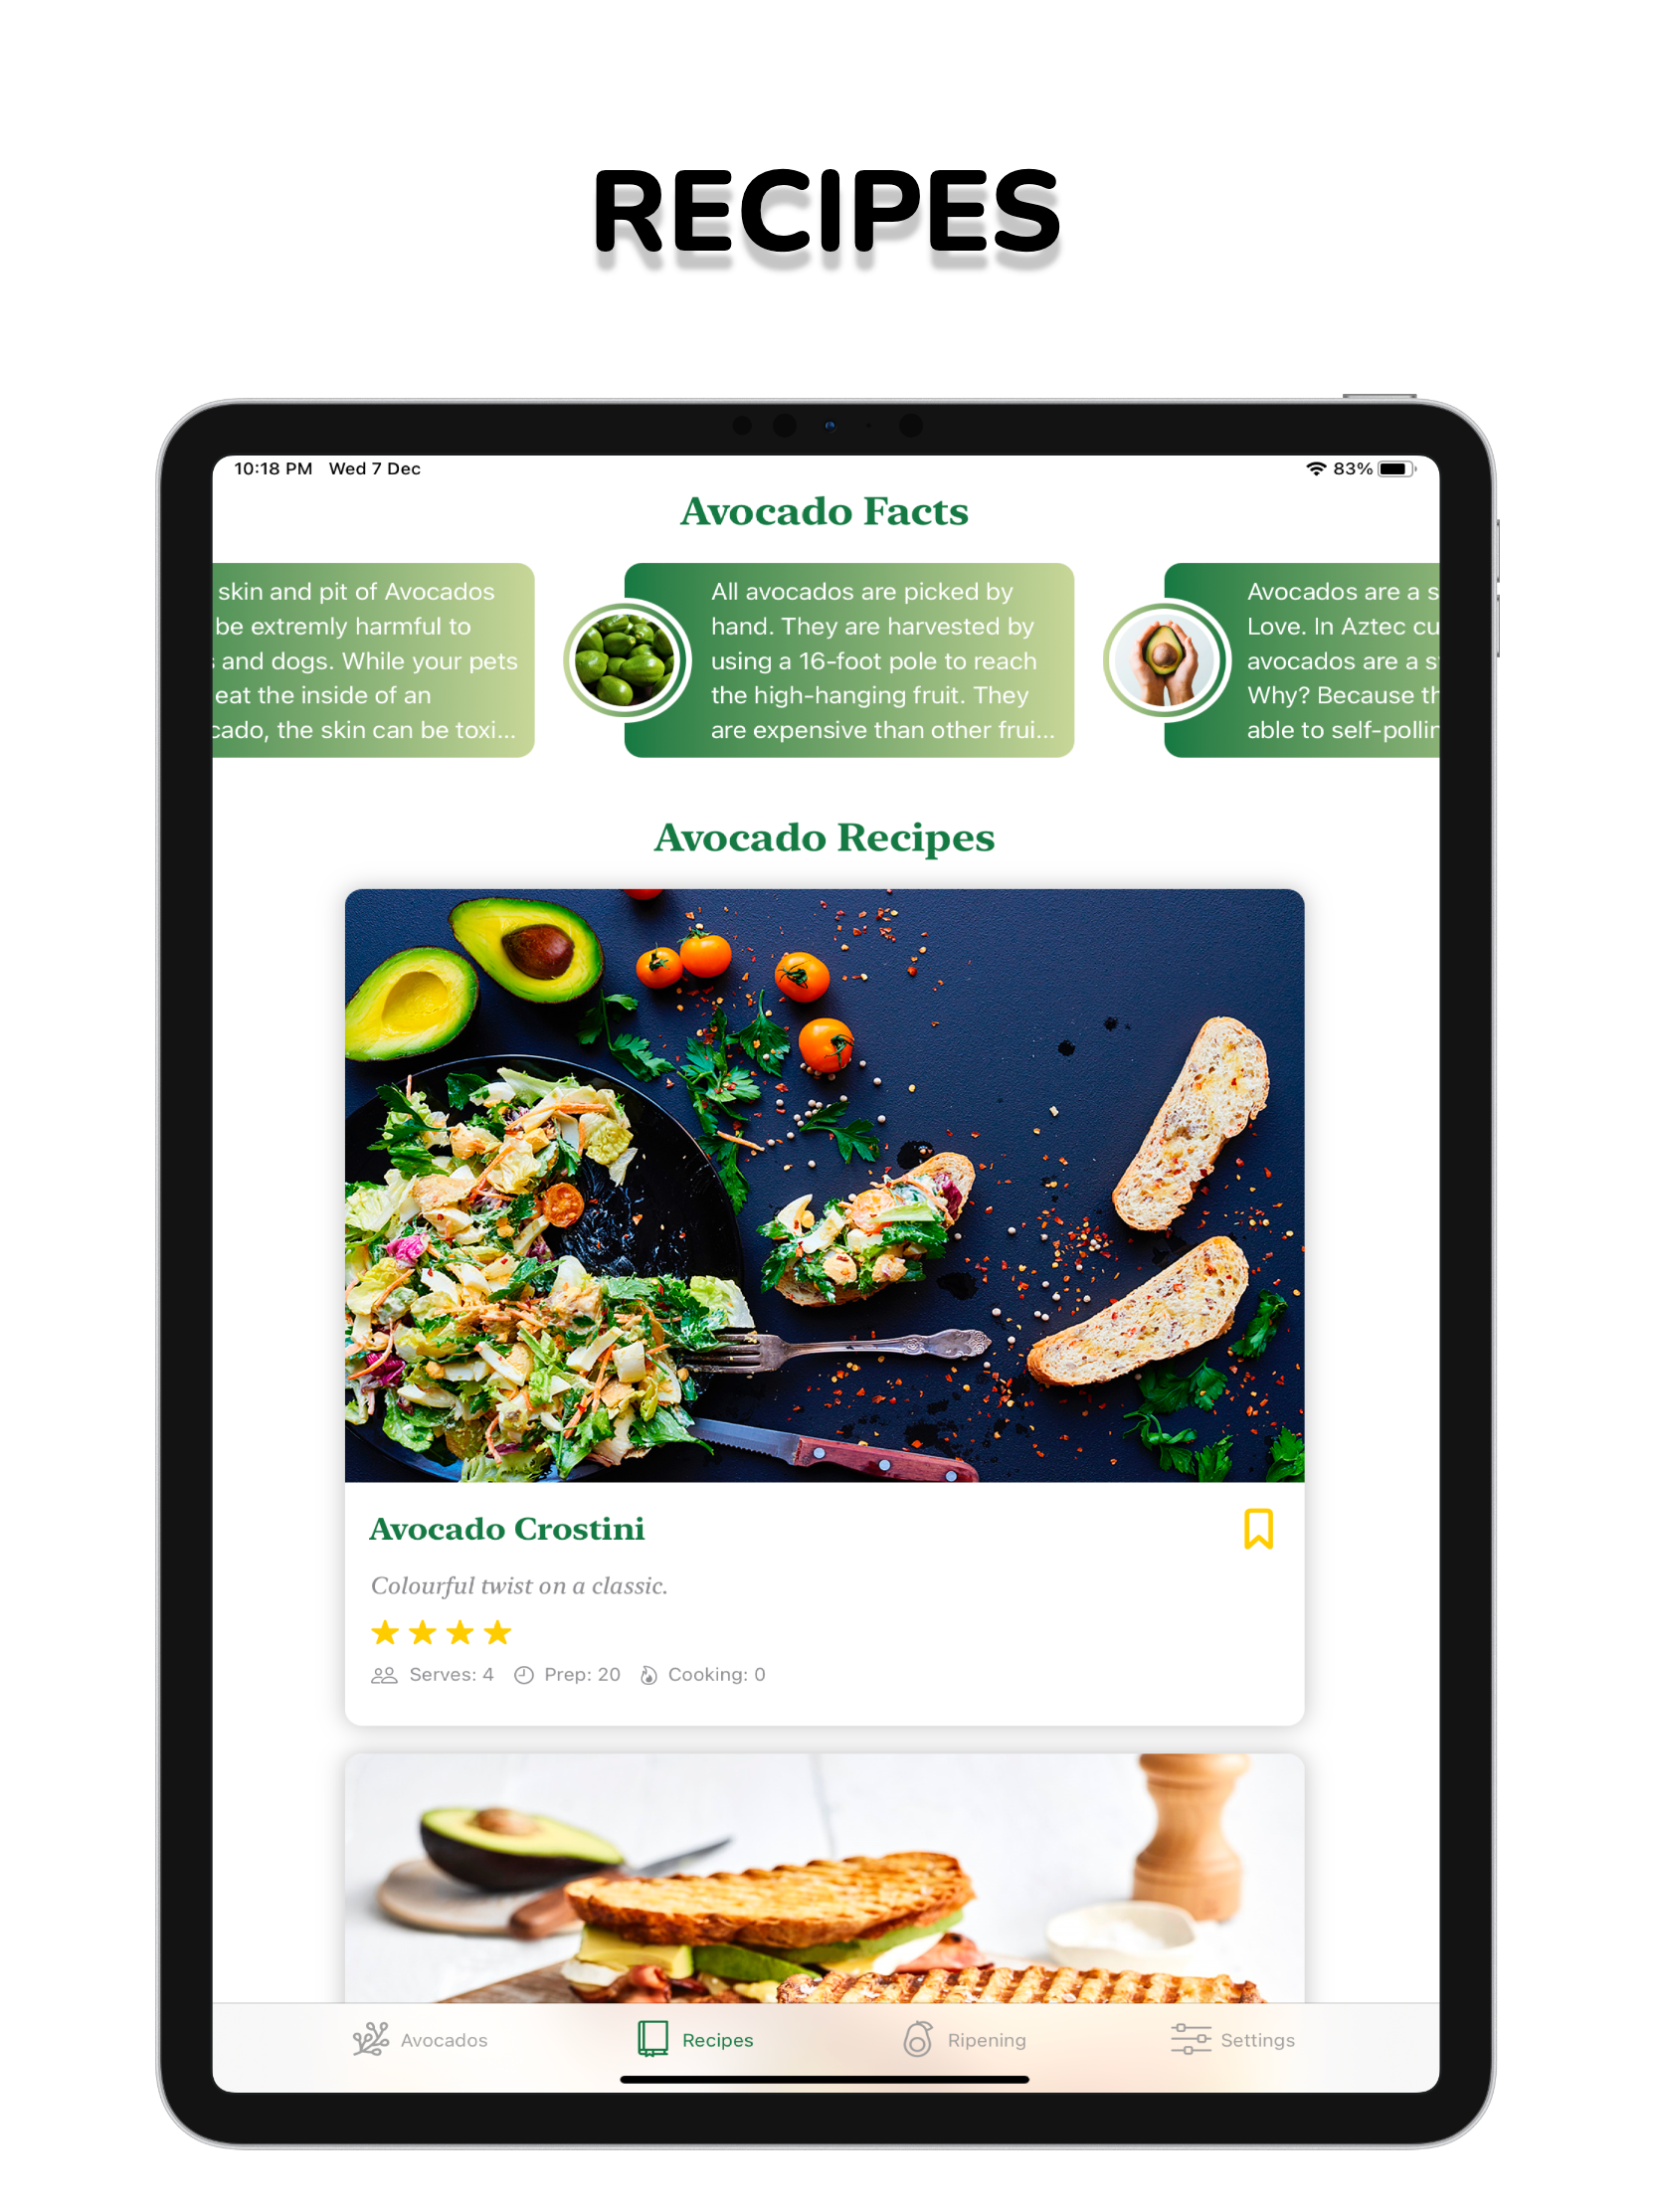 RECIPES
10:18 PM Wed 7 Dec
83%
Avocado Facts
skin and pit of Avocados
be extremly harmful to
and dogs. While your pets
eat the inside of an
cado, the skin can be toxi...
All avocados are picked by
hand. They are harvested by
using a 16-foot pole to reach
the high-hanging fruit. They
are expensive than other frui...
Avocados are a s
Love. In Aztec cu
avocados are a s
Why? Because th
able to self-pollin
Avocado Recipes
Avocado Crostini
Colourful twist on a classic.
Serves: 4 Prep: 20 Cooking: 0
Avocados
Recipes
Ripening
Settings